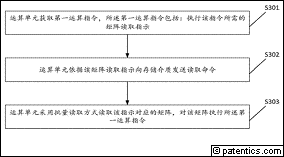 S301
运算单元获取第一运算指令，所述第一运算指令包括：执行该指令所需的
矩阵读取指示
S302
运算单元依据该矩阵读取指示向存储介质发送读取命令
S303
运算单元采用批量读取方式读取该指示对应的矩阵，对该矩阵执行所述第
一运算指令
© patentics.com